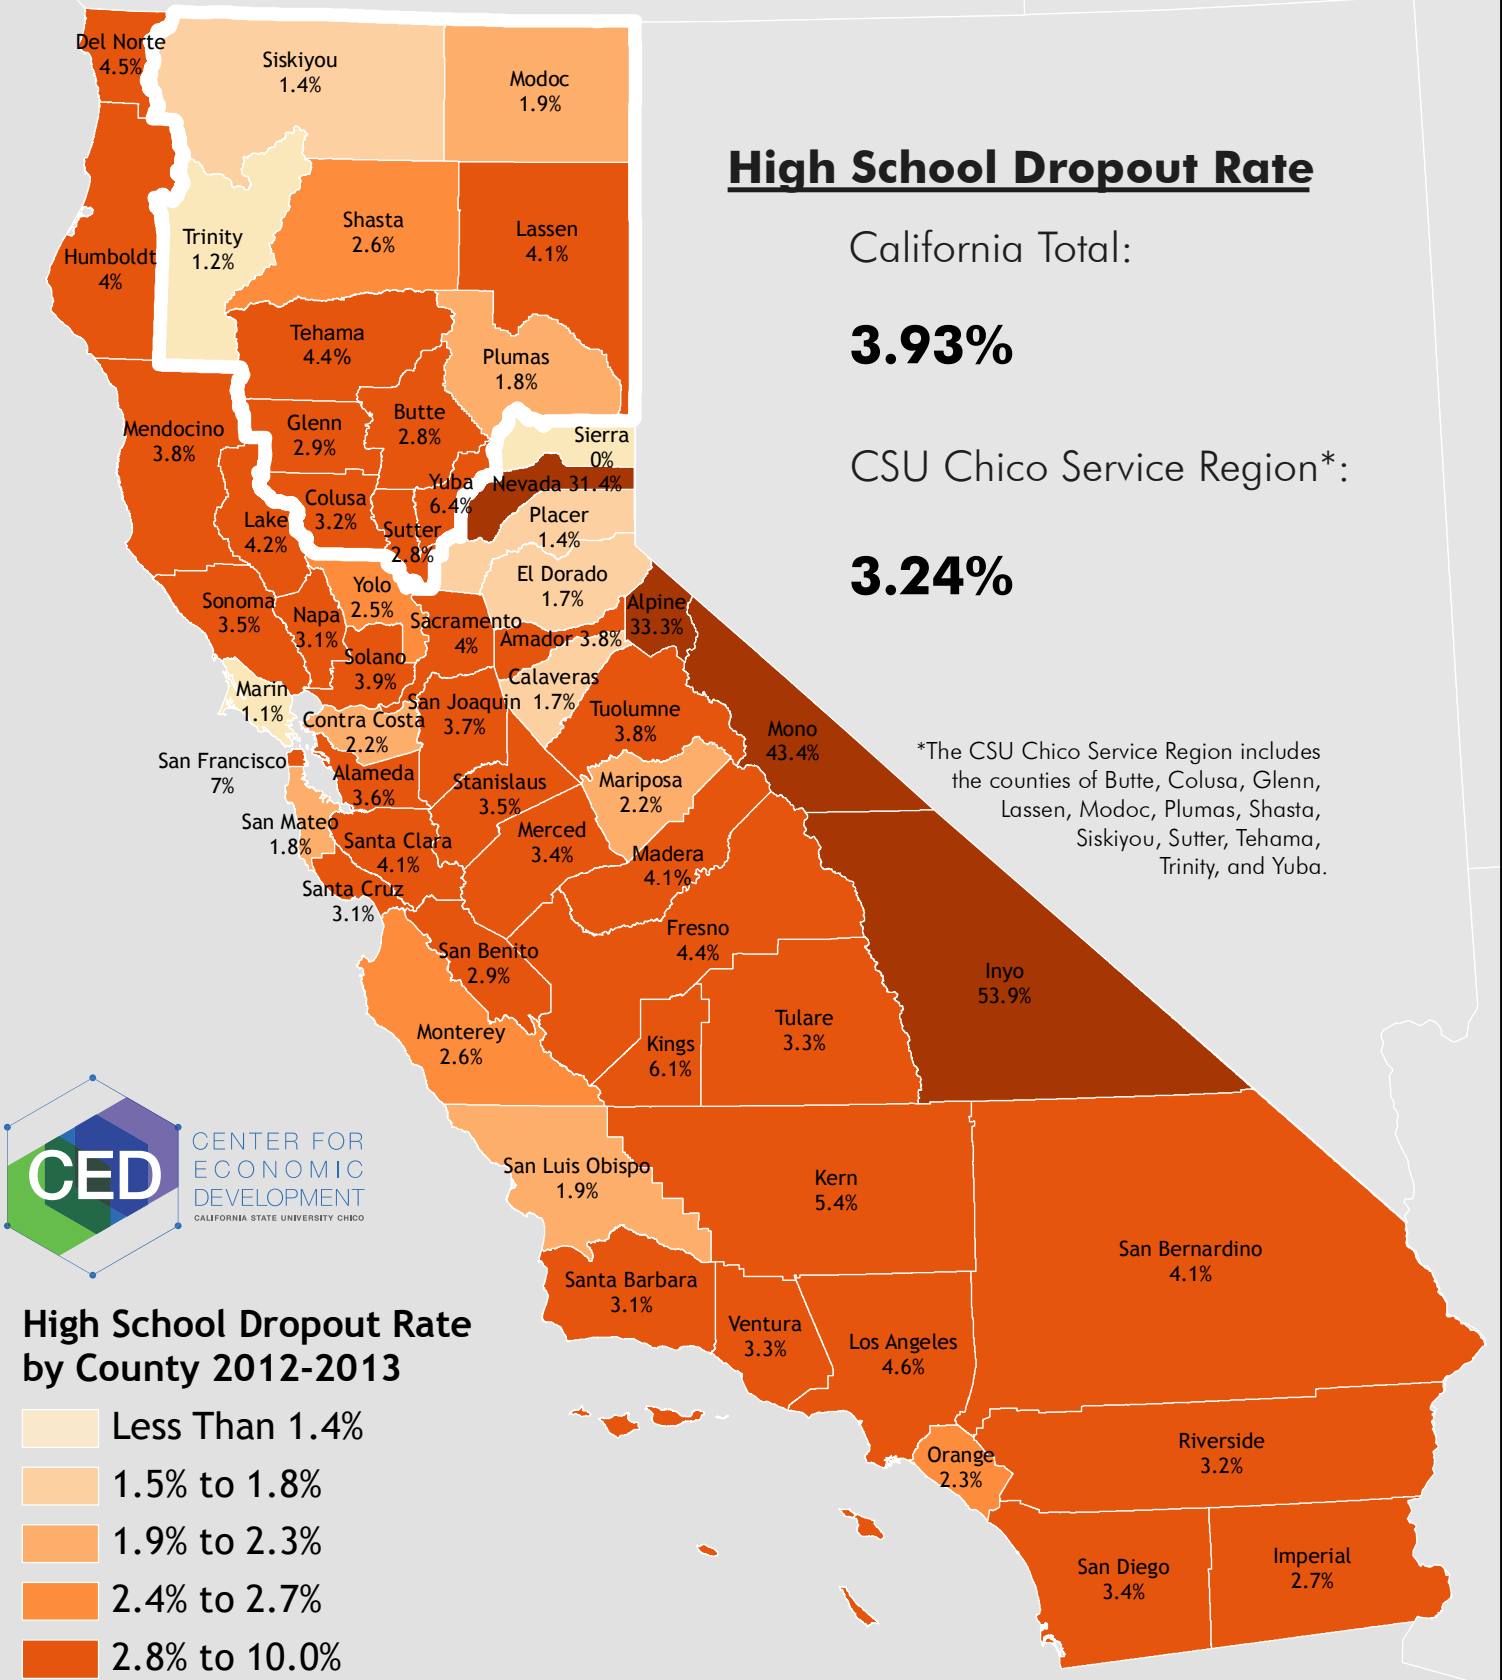 Del Norte
4.5%
Siskiyou
1.4%
Modoc
1.9%
High School Dropout Rate
California Total:
3.93%
CSU Chico Service Region*:
3.24%
Humboldt
4%
Trinity
1.2%
Shasta
2.6%
Lassen
4.1%
Tehama
4.4%
Plumas
1.8%
Mendocino
3.8%
Glenn
2.9%
Butte
2.8%
Sierra
0%
Nevada 31.4%
Yuba
6.4%
Colusa
3.2%
Lake
4.2%
Sutter
2.8%
Placer
1.4%
El Dorado
1.7%
Yolo
2.5%
Alpine
33.3%
Sonoma
3.5%
Napa
3.1%
Sacramento
4%
Amador 3.8%
Solano
3.9%
Calaveras
1.7%
Marin
1.1%
San Joaquin
3.7%
Contra Costa
2.2%
Tuolumne
3.8%
Mono
43.4%
San Francisco
7%
Alameda
3.6%
Stanislaus
3.5%
Mariposa
2.2%
San Mateo
1.8%
Santa Clara
4.1%
Merced
3.4%
Madera
4.1%
Santa Cruz
3.1%
*The CSU Chico Service Region includes
the counties of Butte, Colusa, Glenn,
Lassen, Modoc, Plumas, Shasta,
Siskiyou, Sutter, Tehama,
Trinity, and Yuba.
Fresno
4.4%
San Benito
2.9%
Inyo
53.9%
Monterey
2.6%
Kings
6.1%
Tulare
3.3%
CED
CENTER FOR
ECONOMIC
DEVELOPMENT
CALIFORNIA STATE UNIVERSITY CHICO
San Luis Obispo
1.9%
Kern
5.4%
San Bernardino
4.1%
Santa Barbara
3.1%
Ventura
3.3%
Los Angeles
4.6%
Orange
2.3%
Riverside
3.2%
San Diego
3.4%
Imperial
2.7%
High School Dropout Rate
by County 2012-2013
Less Than 1.4%
1.5% to 1.8%
1.9% to 2.3%
2.4% to 2.7%
2.8% to 10.0%